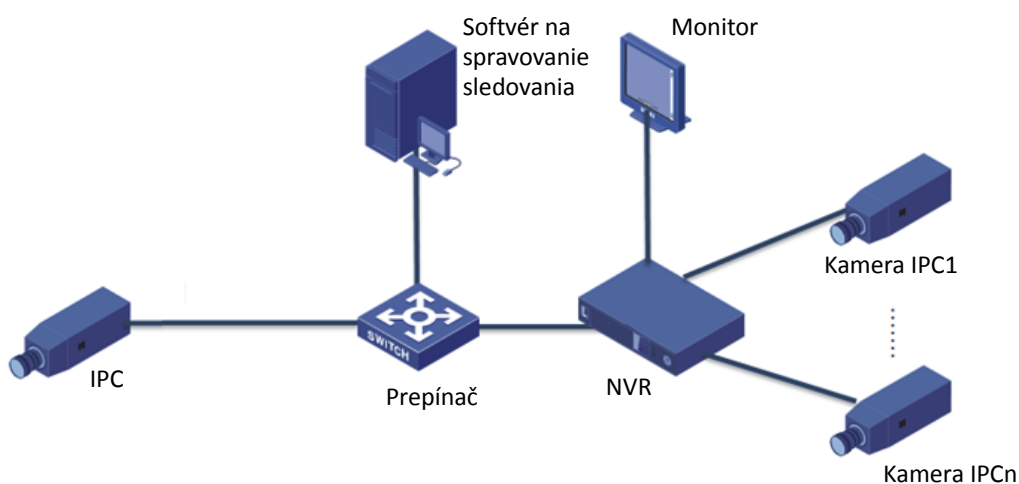 Softvér na
spravovanie
sledovania
Monitor
Kamera IPC1
IPC
SWITCH
Prepínač
NVR
Kamera IPCn